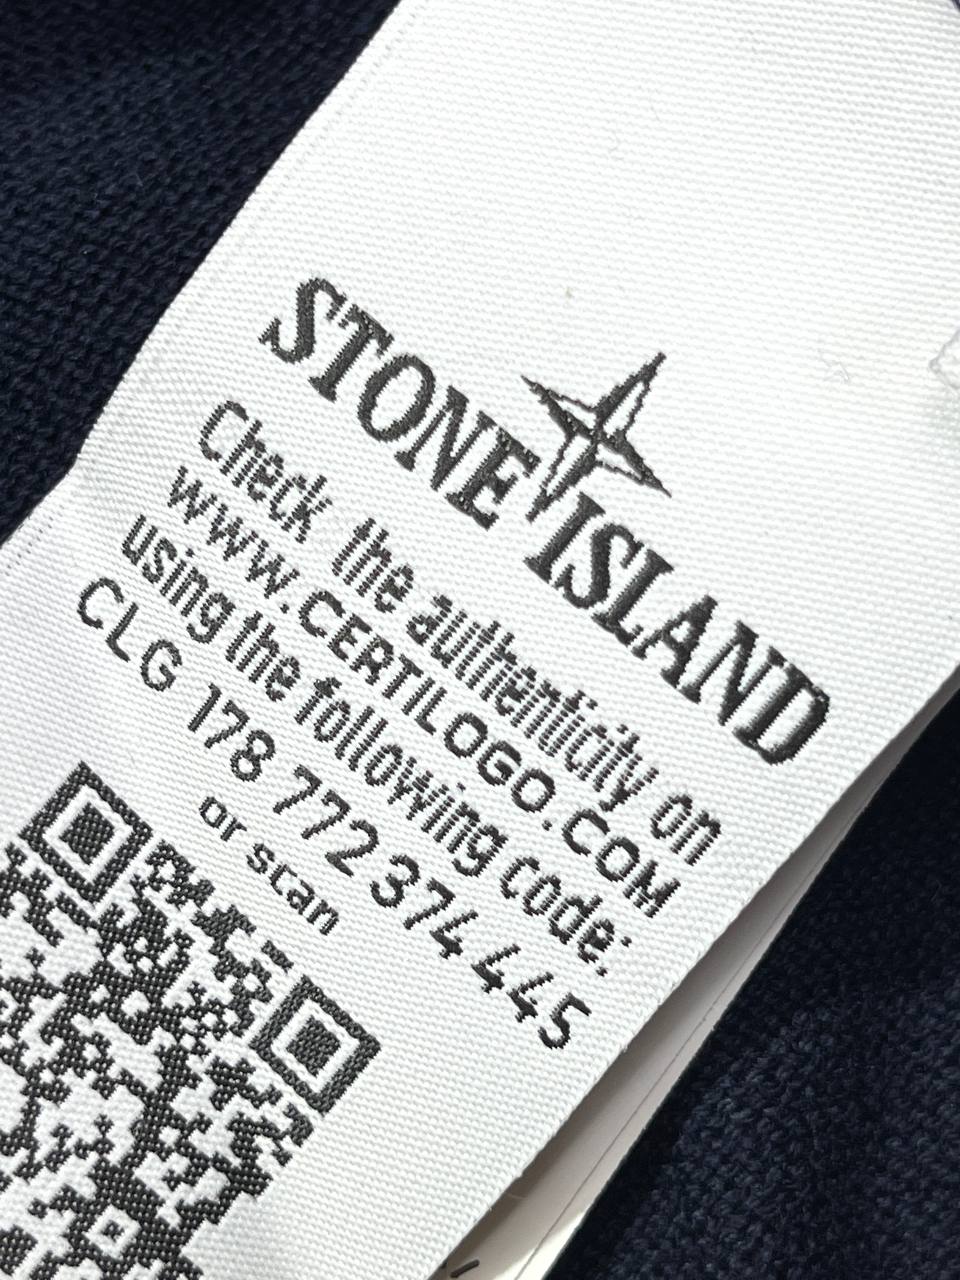 STONE ISLAND
Check the authenticity on
WWW.CERTILOGO.COM
using the following code:
CLG 178 772 374 445
or scan